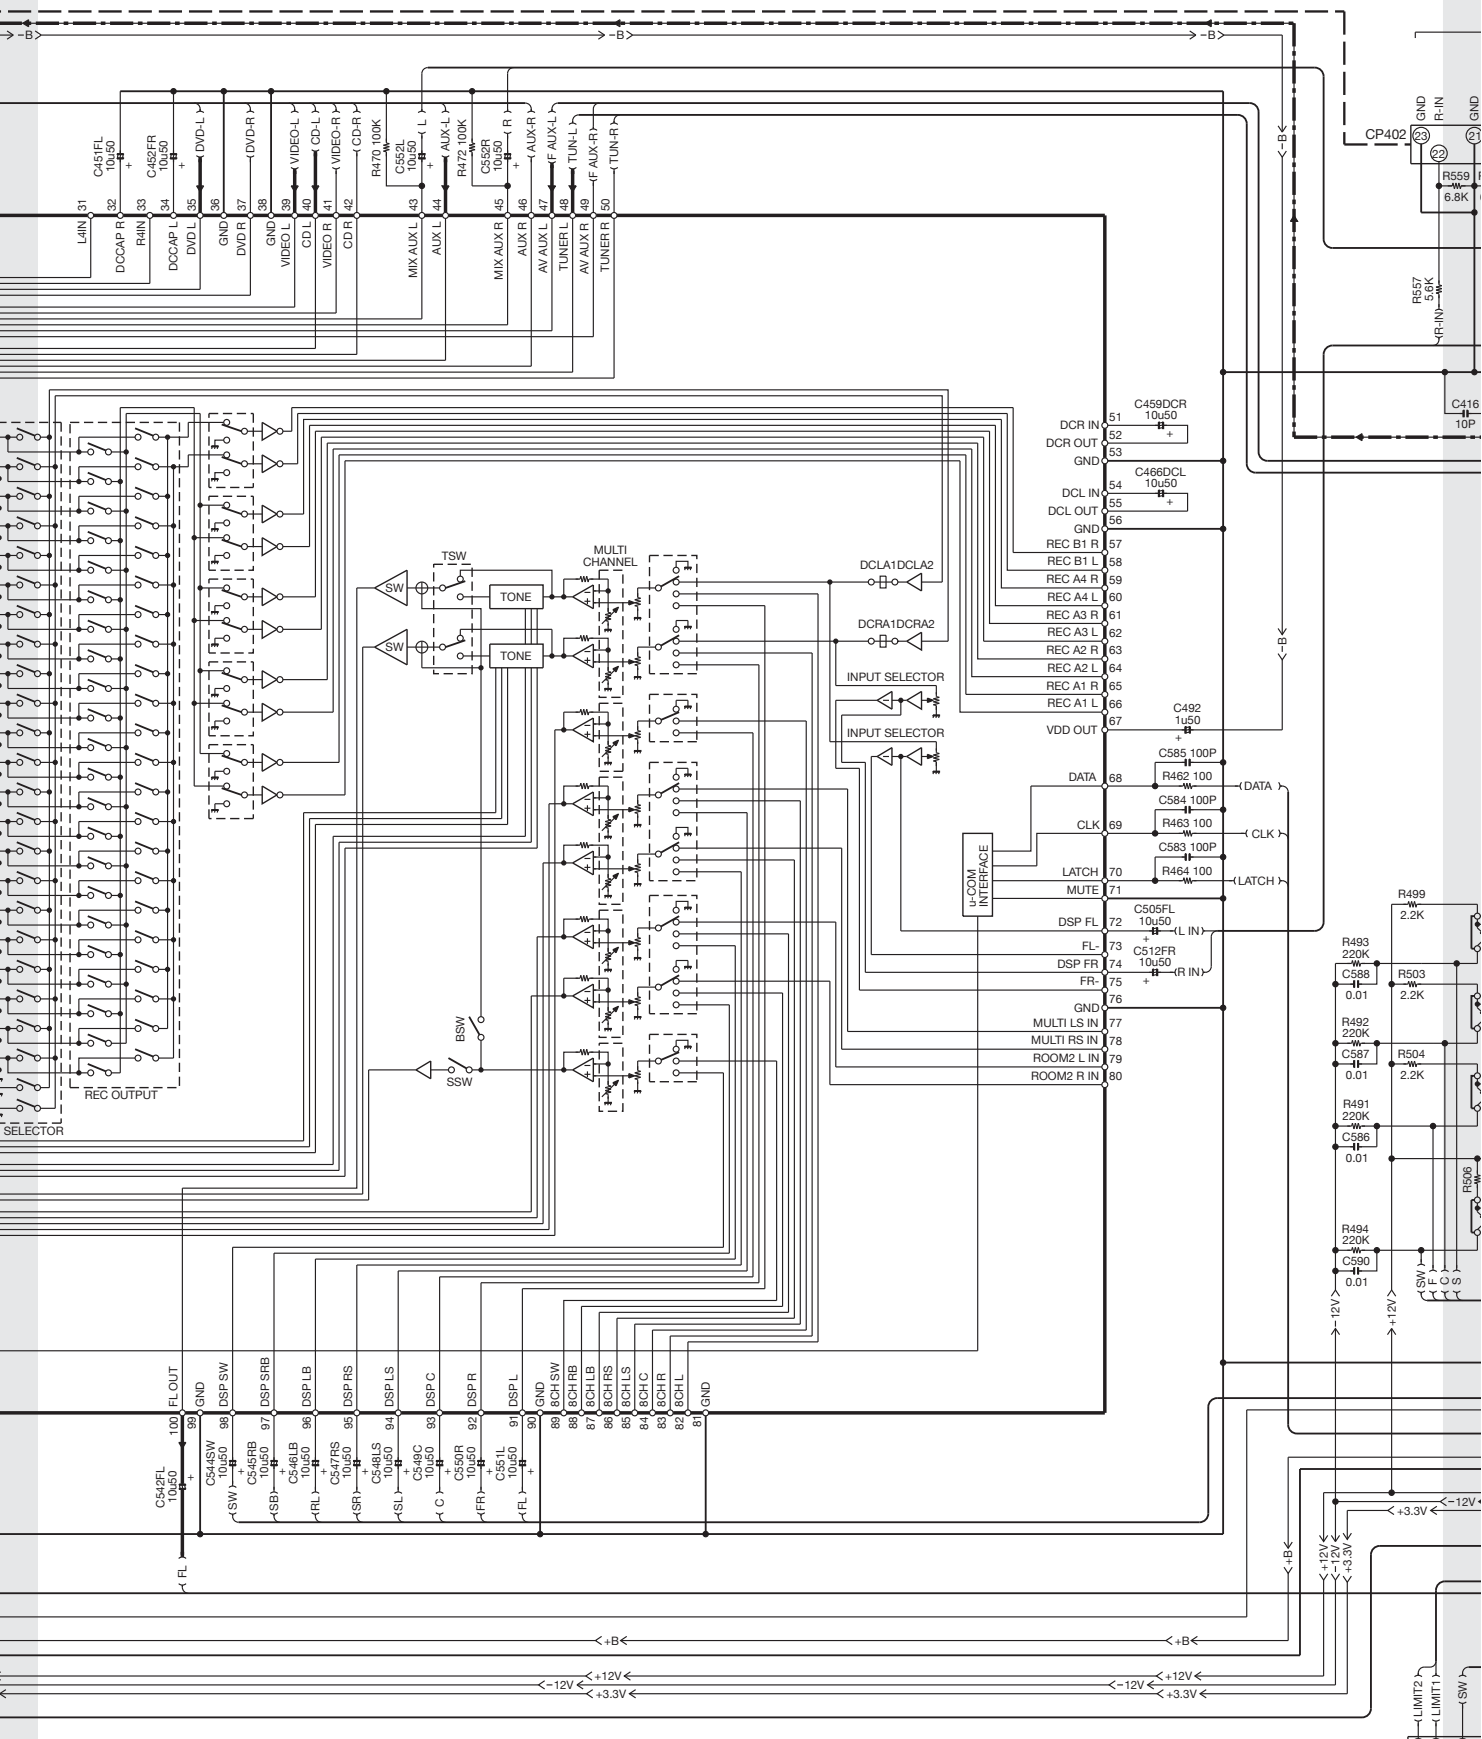 −B
−B
−B
CP402
GND
R-IN
GND
23
22
21
R559
6.8K
R557
5.6K
R-IN
C416
10P
C451FL
10u50
+
C452FR
10u50
+
DVD-L
DVD-R
VIDEO-L
CD-L
VIDEO-R
CD-R
R470 100K
C552L
10u50
+
L
AUX-L
R472 100K
C552R
10u50
+
R
AUX-R
F AUX-L
TUN-L
F AUX-R
TUN-R
−B
31
32
33
34
35
36
37
38
39
40
41
42
43
44
45
46
47
48
49
50
L4IN
DCCAP R
R4IN
DCCAP L
DVD L
GND
DVD R
GND
VIDEO L
CD L
VIDEO R
CD R
MIX AUX L
AUX L
MIX AUX R
AUX R
AV AUX L
TUNER L
AV AUX R
TUNER R
DCR IN 51
DCR OUT 52
GND 53
C459DCR
10u50
+
DCL IN 54
DCL OUT 55
GND 56
C466DCL
10u50
+
REC B1 R 57
REC B1 L 58
REC A4 R 59
REC A4 L 60
REC A3 R 61
REC A3 L 62
REC A2 R 63
REC A2 L 64
REC A1 R 65
REC A1 L 66
VDD OUT 67
−B
C492
1u50
+
C585 100P
DATA 68
R462 100
DATA
C584 100P
CLK 69
R463 100
CLK
C583 100P
LATCH 70
R464 100
LATCH
MUTE 71
C505FL
10u50
DSP FL 72
+
L IN
FL- 73
C512FR
10u50
DSP FR 74
+
R IN
FR- 75
GND 76
MULTI LS IN 77
MULTI RS IN 78
ROOM2 L IN 79
ROOM2 R IN 80
TSW
MULTI
CHANNEL
SW
TONE
SW
TONE
DCLA1DCLA2
DCRA1DCRA2
INPUT SELECTOR
INPUT SELECTOR
u-COM
INTERFACE
BSW
SSW
REC OUTPUT
SELECTOR
R499
2.2K
R493
220K
C588
0.01
R503
2.2K
R492
220K
C587
0.01
R504
2.2K
R491
220K
C586
0.01
R506
R494
220K
C590
0.01
SW
F
C
S
−12V
+12V
FL OUT
GND
DSP SW
DSP SRB
DSP LB
DSP RS
DSP LS
DSP C
DSP R
DSP L
GND
8CH SW
8CH RB
8CH LB
8CH RS
8CH LS
8CH C
8CH R
8CH L
GND
100
99
98
97
96
95
94
93
92
91
90
89
88
87
86
85
84
83
82
81
C542FL
10u50
+
C544SW
10u50
+
C545RB
10u50
+
C546LB
10u50
+
C547RS
10u50
+
C548LS
10u50
+
C549C
10u50
+
C550R
10u50
+
C551L
10u50
+
SW
SB
RL
SR
SL
C
FR
FL
FL
−12V
+3.3V
+B
+12V
−12V
+3.3V
+B
+B
+12V
−12V
+3.3V
+12V
−12V
+3.3V
LIMIT2
LIMIT1
SW